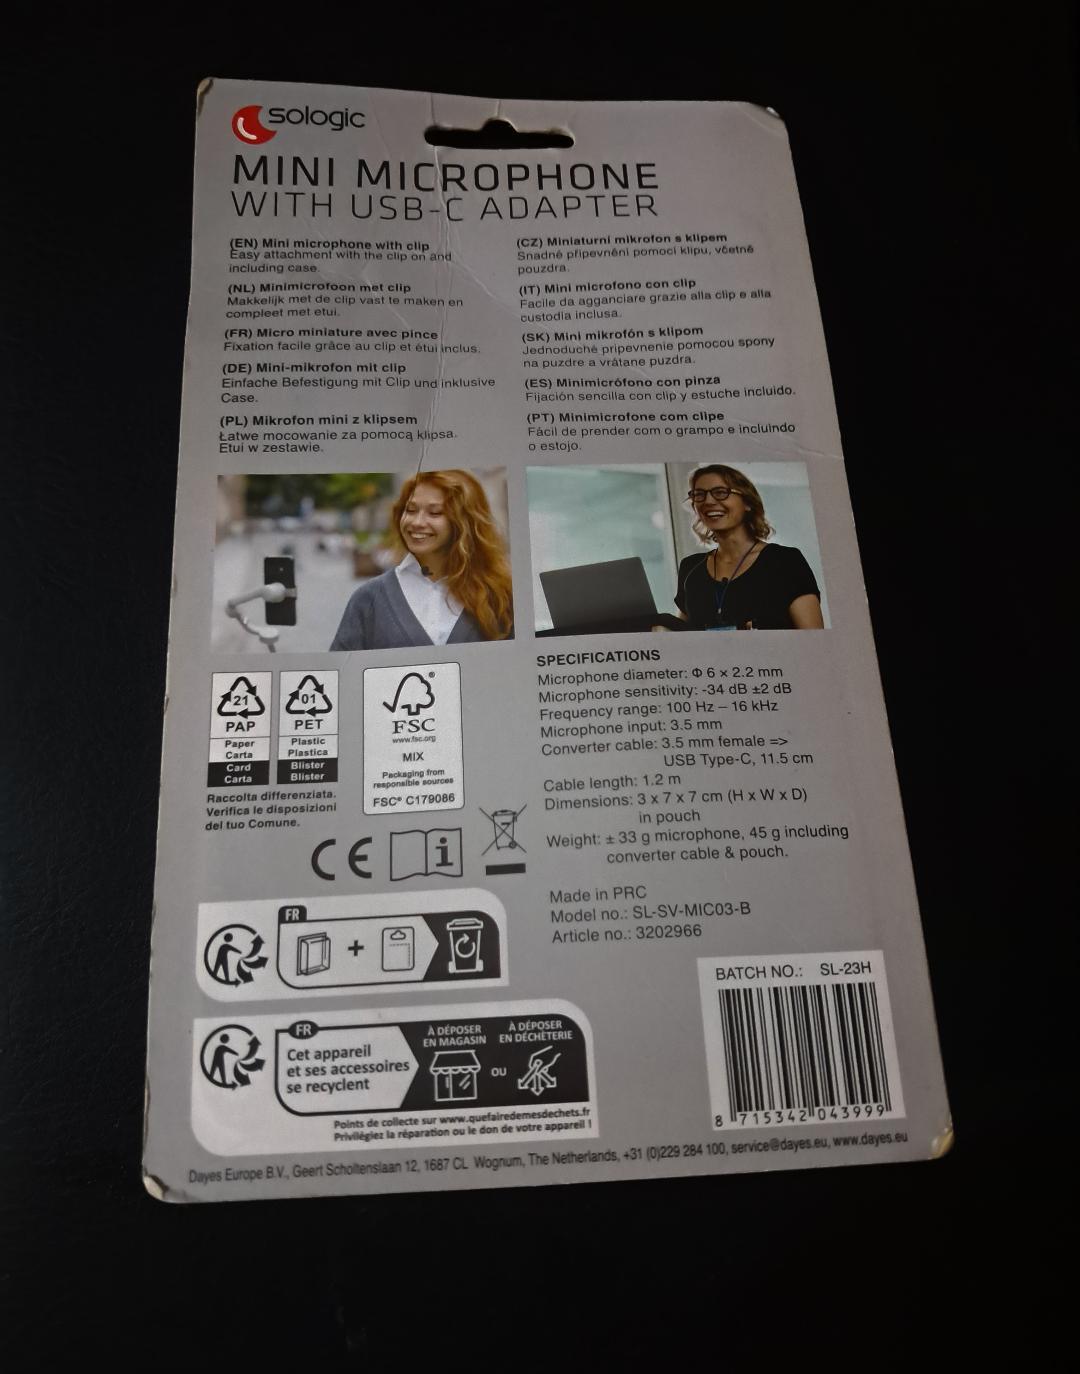 sologic
MINI MICROPHONE
WITH USB-C ADAPTER
(EN) Mini microphone with clip
Easy attachment with the clip on and
including case.
(NL) Minimicrofoon met clip
Makkelijk met de clip vast te maken en
compleet met etui.
(FR) Micro miniature avec pince
Fixation facile grâce au clip et étui inclus.
(DE) Mini-mikrofon mit clip
Einfache Befestigung mit Clip und inklusive
Case.
(PL) Mikrofon mini z klipsem
Łatwe mocowanie za pomocą klipsa.
Etui w zestawie.
(CZ) Miniaturni mikrofon s klipem
Snadné připevnění pomocí klipu, včetně
pouzdra.
(IT) Mini microfono con clip
Facile da agganciare grazie alla clip e alla
custodia inclusa.
(SK) Mini mikrofón s klipom
Jednoduché pripevnenie pomocou spony
na puzdre a vrátane puzdra.
(ES) Minimicrófono con pinza
Fijación sencilla con clip y estuche incluido.
(PT) Minimicrofone com clipe
Fácil de prender com o grampo e incluindo
o estojo.
21
PAP
Paper
Carta
Card
Carta
01
PET
Plastic
Plastica
Blister
Blister
Raccolta differenziata.
Verifica le disposizioni
del tuo Comune.
®
FSC
www.fsc.org
MIX
Packaging from
responsible sources
FSC® C179086
CE
i
SPECIFICATIONS
Microphone diameter: Φ 6 x 2.2 mm
Microphone sensitivity: -34 dB ±2 dB
Frequency range: 100 Hz – 16 kHz
Microphone input: 3.5 mm
Converter cable: 3.5 mm female =>
USB Type-C, 11.5 cm
Cable length: 1.2 m
Dimensions: 3 x 7 x 7 cm (H x W x D)
in pouch
Weight: ± 33 g microphone, 45 g including
converter cable & pouch.
Made in PRC
Model no.: SL-SV-MIC03-B
Article no.: 3202966
FR
+
FR
Cet appareil
et ses accessoires
se recyclent
À DÉPOSER
EN MAGASIN
OU
À DÉPOSER
EN DÉCHÈTERIE
Points de collecte sur www.quefairedemesdechets.fr
Privilégiez la réparation ou le don de votre appareil !
BATCH NO.: SL-23H
8 715342 043999
Dayes Europe B.V., Geert Scholtenslaan 12, 1687 CL Wognum, The Netherlands, +31 (0)229 284 100, service@dayes.eu, www.dayes.eu